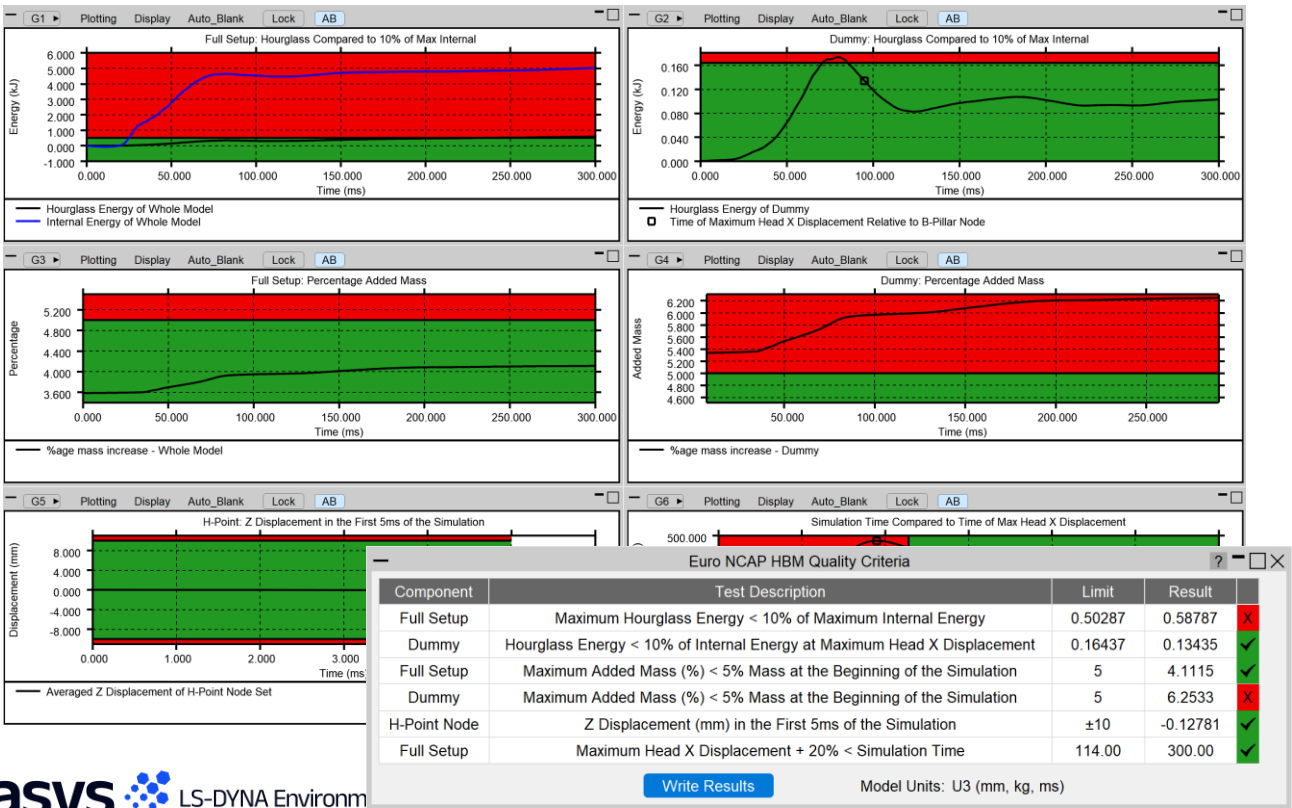 G1 Plotting Display Auto_Blank Lock AB
Full Setup: Hourglass Compared to 10% of Max Internal
6.000
5.000
4.000
3.000
2.000
1.000
0.000
-1.000
Energy (kJ)
0.000 50.000 100.000 150.000 200.000 250.000 300.000
Time (ms)
Hourglass Energy of Whole Model
Internal Energy of Whole Model
G2 Plotting Display Auto_Blank Lock AB
Dummy: Hourglass Compared to 10% of Max Internal
0.160
0.120
0.080
0.040
0.000
Energy (kJ)
0.000 50.000 100.000 150.000 200.000 250.000 300.000
Time (ms)
Hourglass Energy of Dummy
Time of Maximum Head X Displacement Relative to B-Pillar Node
G3 Plotting Display Auto_Blank Lock AB
Full Setup: Percentage Added Mass
5.200
4.800
4.400
4.000
3.600
Percentage
0.000 50.000 100.000 150.000 200.000 250.000 300.000
Time (ms)
%age mass increase - Whole Model
G4 Plotting Display Auto_Blank Lock AB
Dummy: Percentage Added Mass
6.200
6.000
5.800
5.600
5.400
5.200
5.000
4.800
4.600
Added Mass
50.000 100.000 150.000 200.000 250.000
Time (ms)
%age mass increase - Dummy
G5 Plotting Display Auto_Blank Lock AB
H-Point: Z Displacement in the First 5ms of the Simulation
8.000
4.000
0.000
-4.000
-8.000
Displacement (mm)
0.000 1.000 2.000 3.000
Time (ms
Averaged Z Displacement of H-Point Node Set
G6 Plotting Display Auto_Blank Lock AB
Simulation Time Compared to Time of Max Head X Displacement
500.000
Euro NCAP HBM Quality Criteria ?
Component Test Description Limit Result
Full Setup Maximum Hourglass Energy < 10% of Maximum Internal Energy 0.50287 0.58787 X
Dummy Hourglass Energy < 10% of Internal Energy at Maximum Head X Displacement 0.16437 0.13435 ✓
Full Setup Maximum Added Mass (%) < 5% Mass at the Beginning of the Simulation 5 4.1115 ✓
Dummy Maximum Added Mass (%) < 5% Mass at the Beginning of the Simulation 5 6.2533 X
H-Point Node Z Displacement (mm) in the First 5ms of the Simulation ±10 -0.12781 ✓
Full Setup Maximum Head X Displacement + 20% < Simulation Time 114.00 300.00 ✓
Write Results Model Units: U3 (mm, kg, ms)
asys LS-DYNA Environm